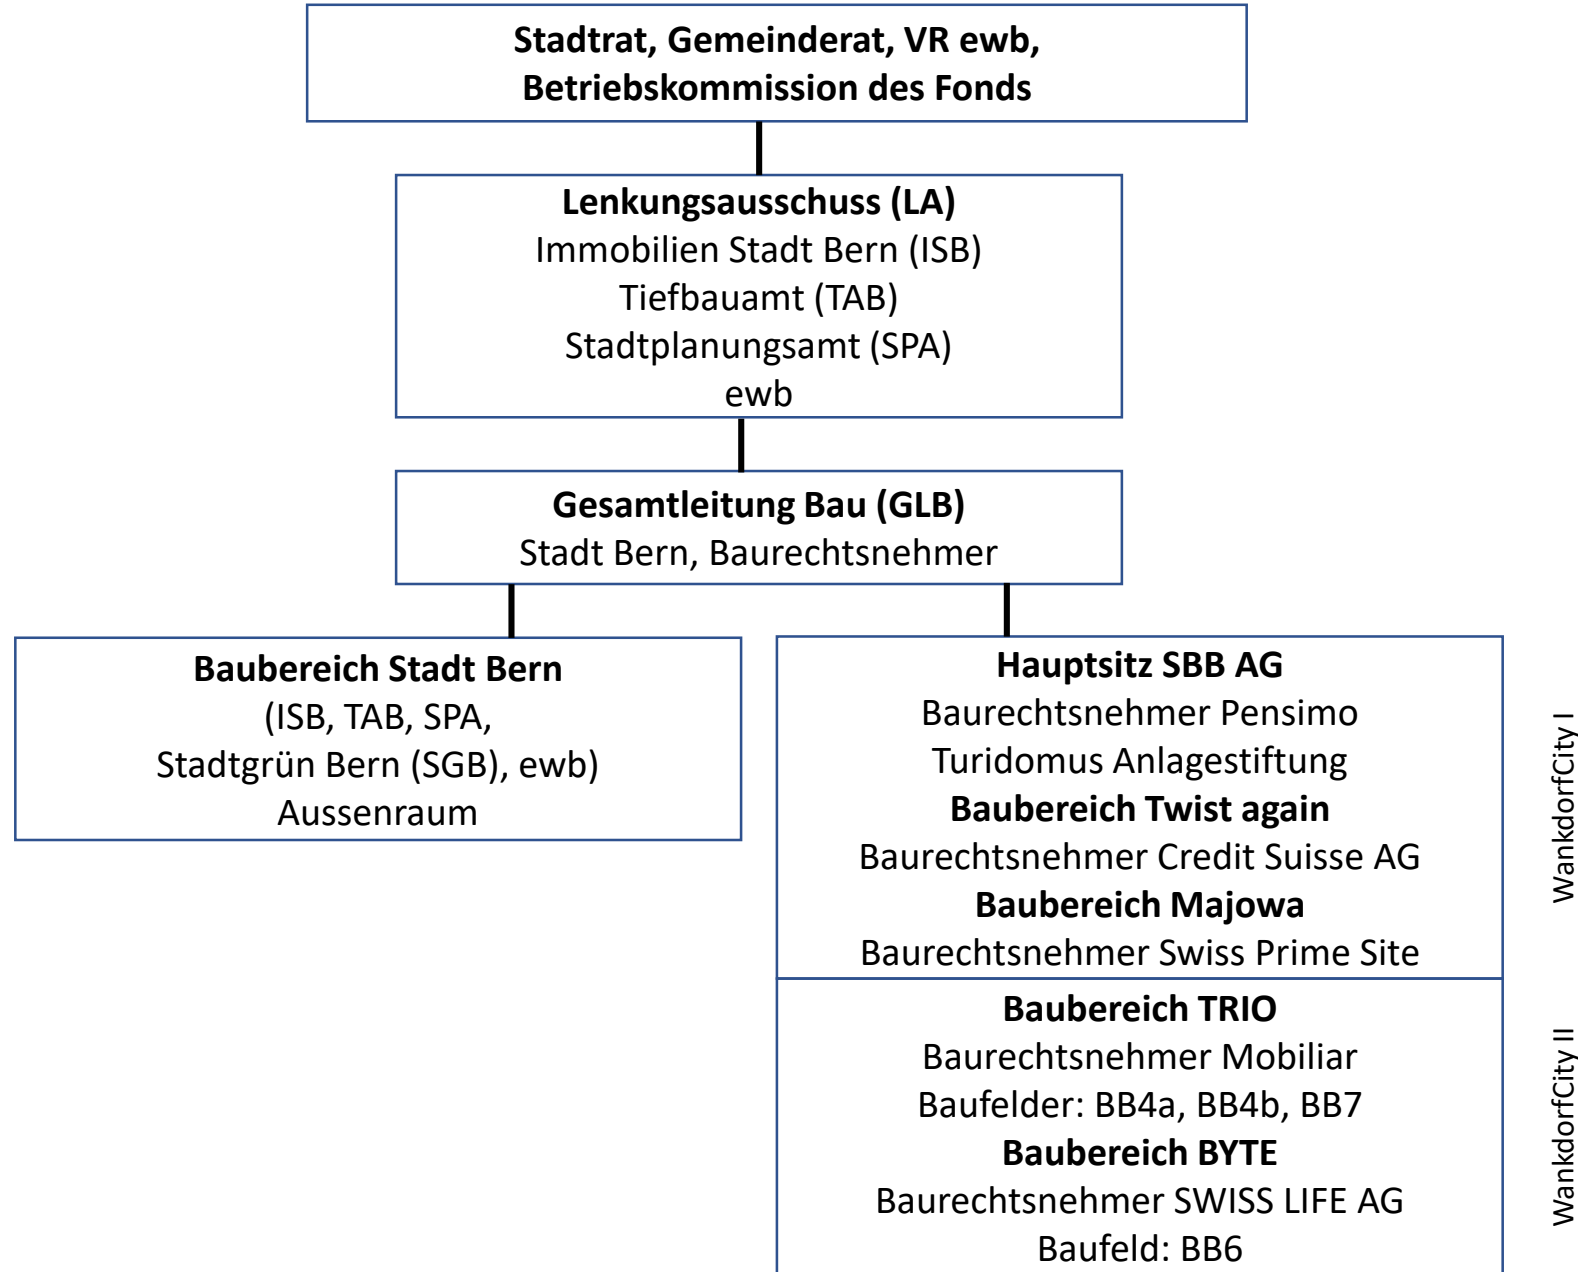 Stadtrat, Gemeinderat, VR ewb,
Betriebskommission des Fonds
Lenkungsausschuss (LA)
Immobilien Stadt Bern (ISB)
Tiefbauamt (TAB)
Stadtplanungsamt (SPA)
ewb
Gesamtleitung Bau (GLB)
Stadt Bern, Baurechtsnehmer
Baubereich Stadt Bern
(ISB, TAB, SPA,
Stadtgrün Bern (SGB), ewb)
Aussenraum
Hauptsitz SBB AG
Baurechtsnehmer Pensimo
Turidomus Anlagestiftung
Baubereich Twist again
Baurechtsnehmer Credit Suisse AG
Baubereich Majowa
Baurechtsnehmer Swiss Prime Site
WankdorfCity I
Baubereich TRIO
Baurechtsnehmer Mobiliar
Baufelder: BB4a, BB4b, BB7
Baubereich BYTE
Baurechtsnehmer SWISS LIFE AG
Baufeld: BB6
WankdorfCity II